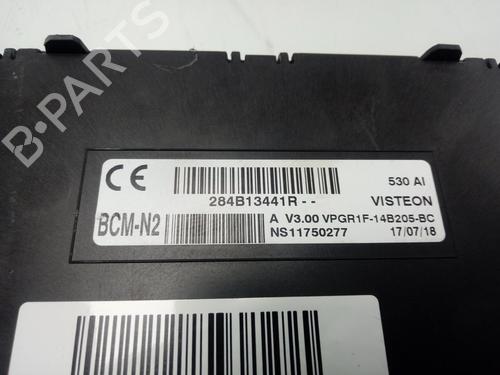 CE
530 AI
284B13441R - -
VISTEON
BCM-N2
A V3.00 VPGR1F-14B205-BC
NS11750277
17/07/18
B-PARTS